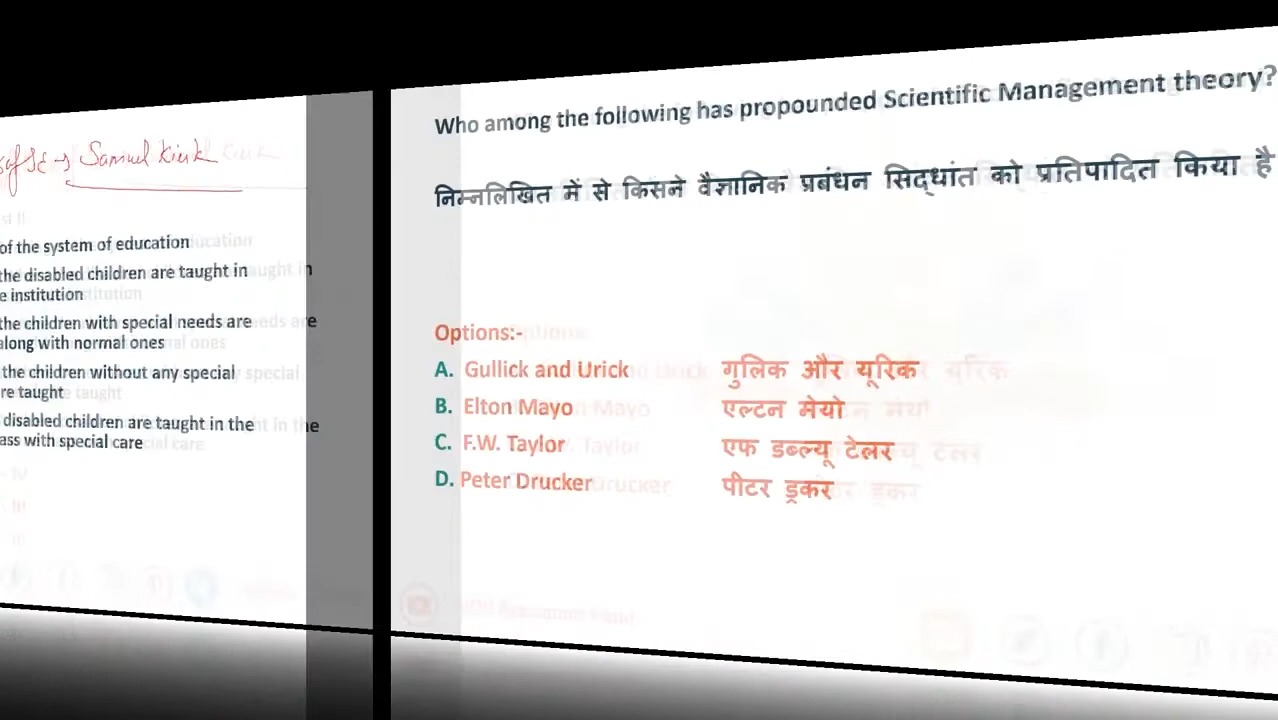 Samuel Kirk
of the system of education
the disabled children are taught in
e institution
the children with special needs are
along with normal ones
the children without any special
re taught
disabled children are taught in the
ass with special care
Who among the following has propounded Scientific Management theory?
निम्नलिखित में से किसने वैज्ञानिक प्रबंधन सिद्धांत को प्रतिपादित किया है
Options:-
A. Gullick and Urick गुलिक और यूरिक
B. Elton Mayo एल्टन मेयो
C. F.W. Taylor एफ डब्ल्यू टेलर
D. Peter Drucker पीटर ड्रकर